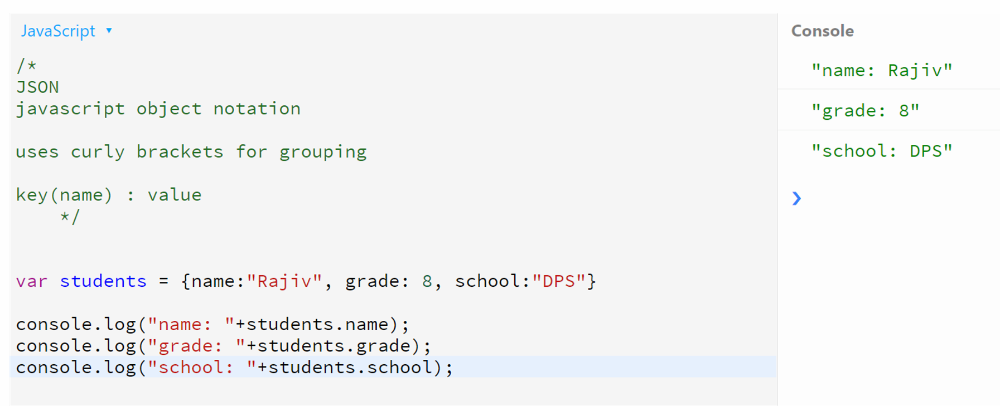 JavaScript ▾
/*
JSON
javascript object notation
uses curly brackets for grouping
key(name) : value
*/
var students = {name:"Rajiv", grade: 8, school:"DPS"}
console.log("name: "+students.name);
console.log("grade: "+students.grade);
console.log("school: "+students.school);
Console
"name: Rajiv"
"grade: 8"
"school: DPS"
❯